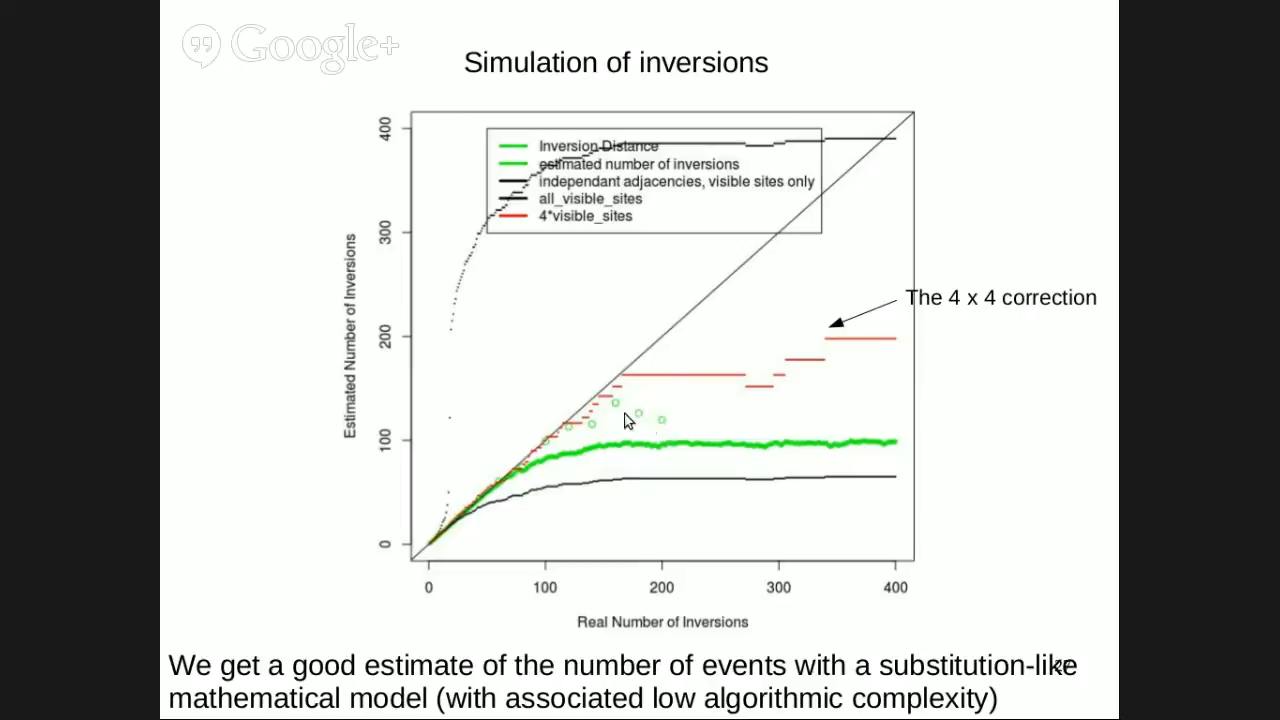 Google+
Simulation of inversions
400
300
200
100
0
Estimated Number of Inversions
Inversion Distance
estimated number of inversions
independant adjacencies, visible sites only
all_visible_sites
4*visible_sites
The 4 x 4 correction
0
100
200
300
400
Real Number of Inversions
We get a good estimate of the number of events with a substitution-like
mathematical model (with associated low algorithmic complexity)